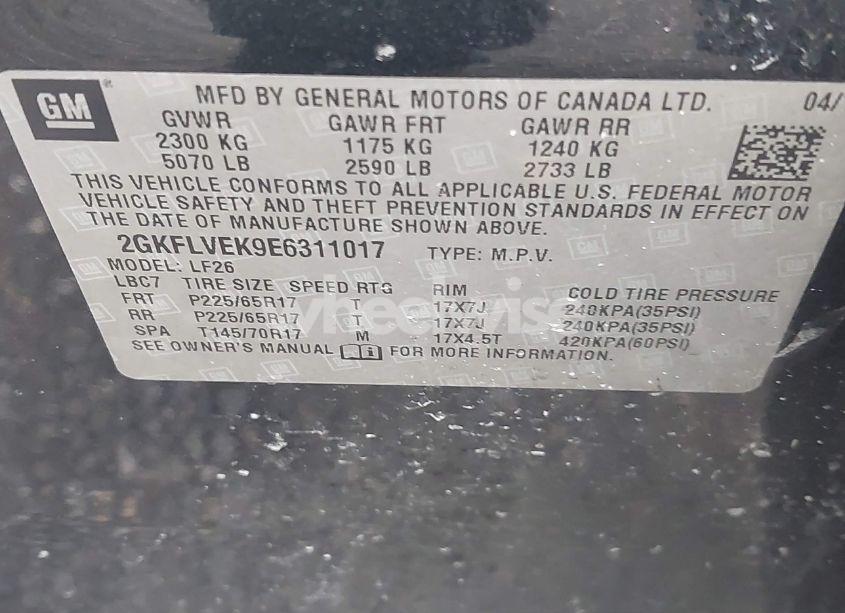 GM
MFD BY GENERAL MOTORS OF CANADA LTD. 04/
GVWR GAWR FRT GAWR RR
2300 KG 1175 KG 1240 KG
5070 LB 2590 LB 2733 LB
THIS VEHICLE CONFORMS TO ALL APPLICABLE U.S. FEDERAL MOTOR
VEHICLE SAFETY AND THEFT PREVENTION STANDARDS IN EFFECT ON
THE DATE OF MANUFACTURE SHOWN ABOVE.
2GKFLVEK9E6311017 TYPE: M.P.V.
MODEL: LF26
LBC7 TIRE SIZE SPEED RTG RIM COLD TIRE PRESSURE
FRT P225/65R17 T 17X7J 240KPA(35PSI)
RR P225/65R17 T 17X7J 240KPA(35PSI)
SPA T145/70R17 M 17X4.5T 420KPA(60PSI)
SEE OWNER'S MANUAL FOR MORE INFORMATION.